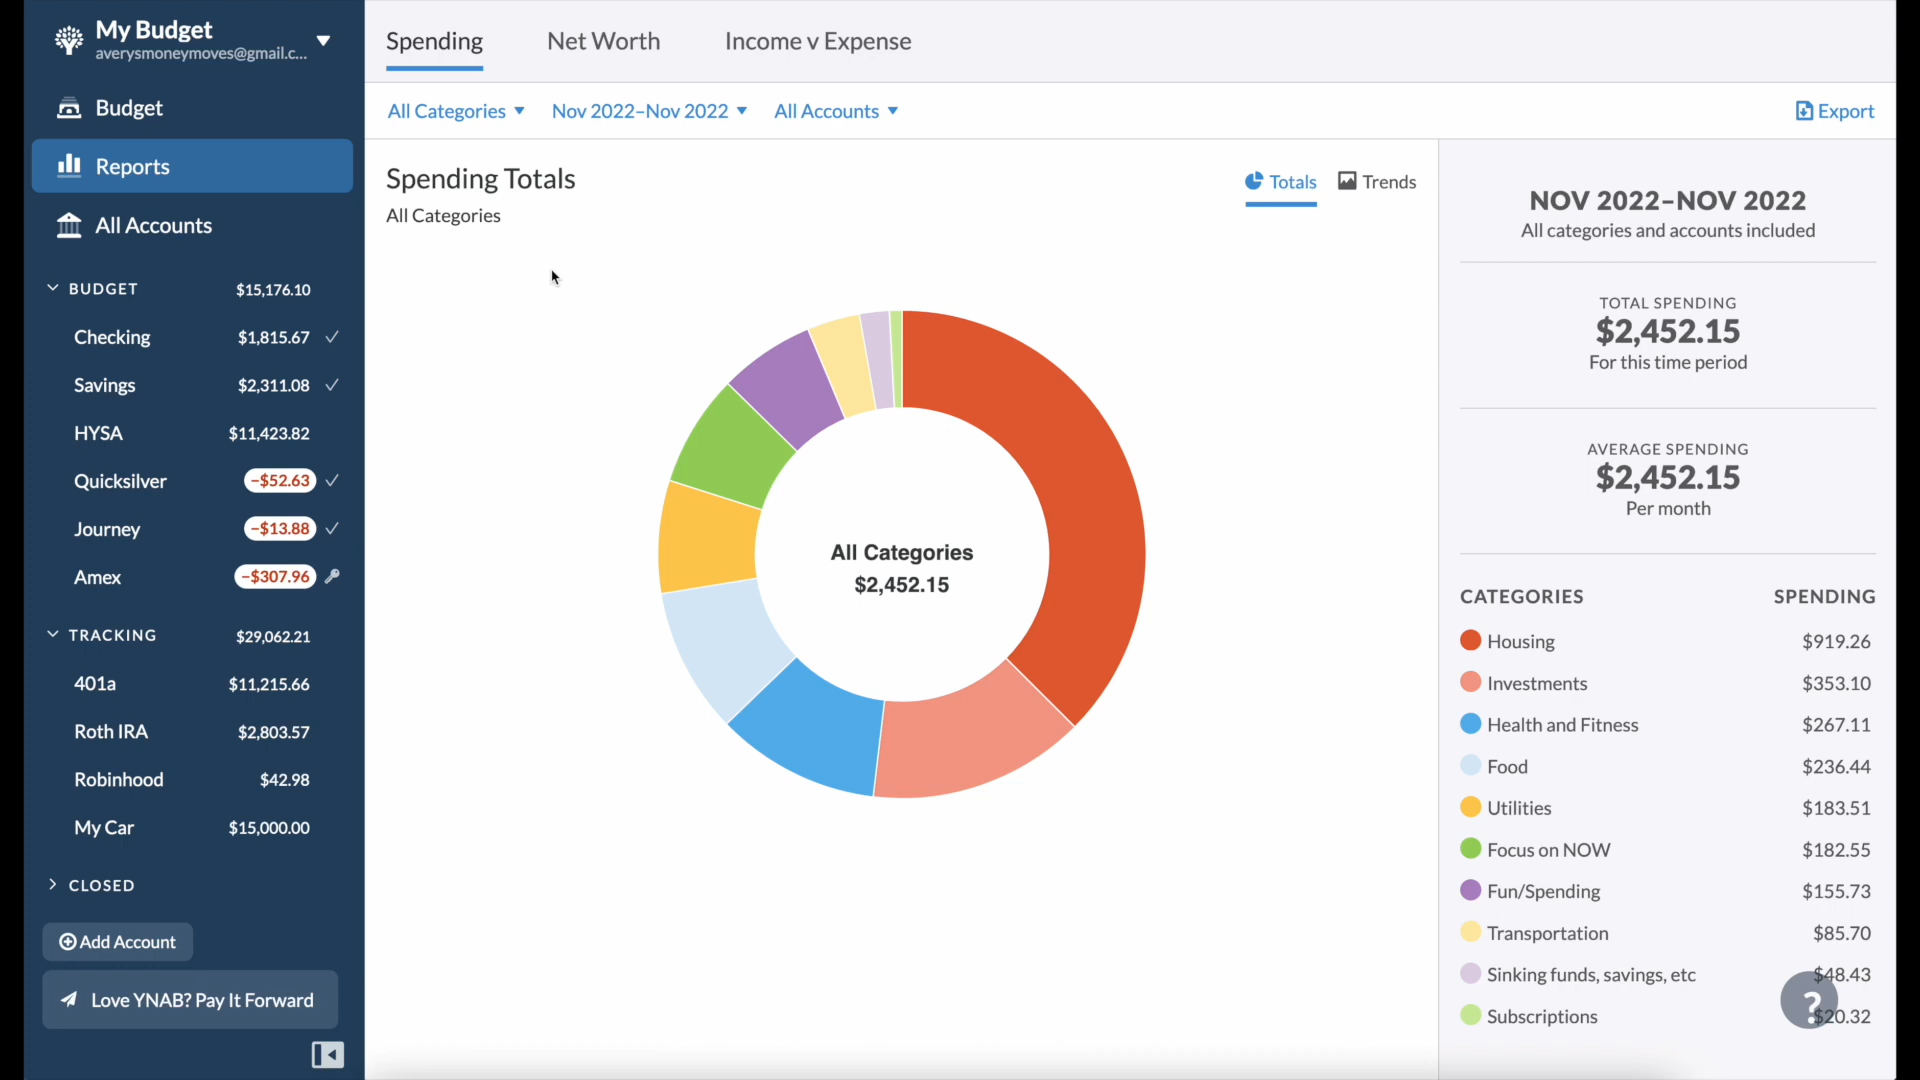 My Budget
averysmoneymoves@gmail.c...
Budget
Reports
All Accounts
BUDGET $15,176.10
Checking $1,815.67
Savings $2,311.08
HYSA $11,423.82
Quicksilver −$52.63
Journey −$13.88
Amex −$307.96
TRACKING $29,062.21
401a $11,215.66
Roth IRA $2,803.57
Robinhood $42.98
My Car $15,000.00
CLOSED
Add Account
Love YNAB? Pay It Forward
Spending Net Worth Income v Expense
All Categories Nov 2022–Nov 2022 All Accounts Export
Spending Totals
All Categories
Totals Trends
All Categories
$2,452.15
NOV 2022–NOV 2022
All categories and accounts included
TOTAL SPENDING
$2,452.15
For this time period
AVERAGE SPENDING
$2,452.15
Per month
CATEGORIES SPENDING
Housing $919.26
Investments $353.10
Health and Fitness $267.11
Food $236.44
Utilities $183.51
Focus on NOW $182.55
Fun/Spending $155.73
Transportation $85.70
Sinking funds, savings, etc $48.43
Subscriptions $20.32
?